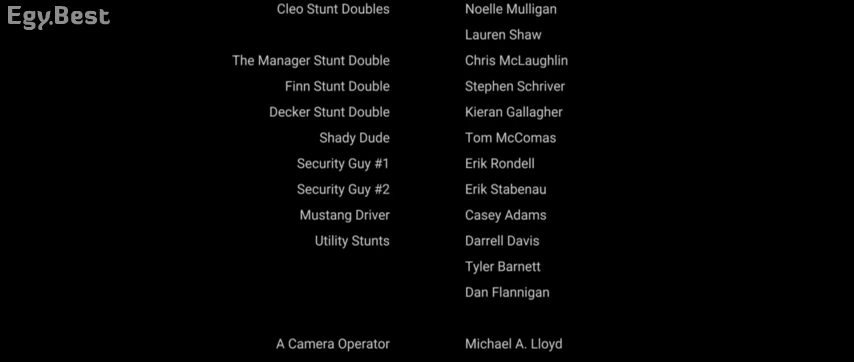 Egy.Best
Cleo Stunt Doubles Noelle Mulligan
Lauren Shaw
The Manager Stunt Double Chris McLaughlin
Finn Stunt Double Stephen Schriver
Decker Stunt Double Kieran Gallagher
Shady Dude Tom McComas
Security Guy #1 Erik Rondell
Security Guy #2 Erik Stabenau
Mustang Driver Casey Adams
Utility Stunts Darrell Davis
Tyler Barnett
Dan Flannigan
A Camera Operator Michael A. Lloyd